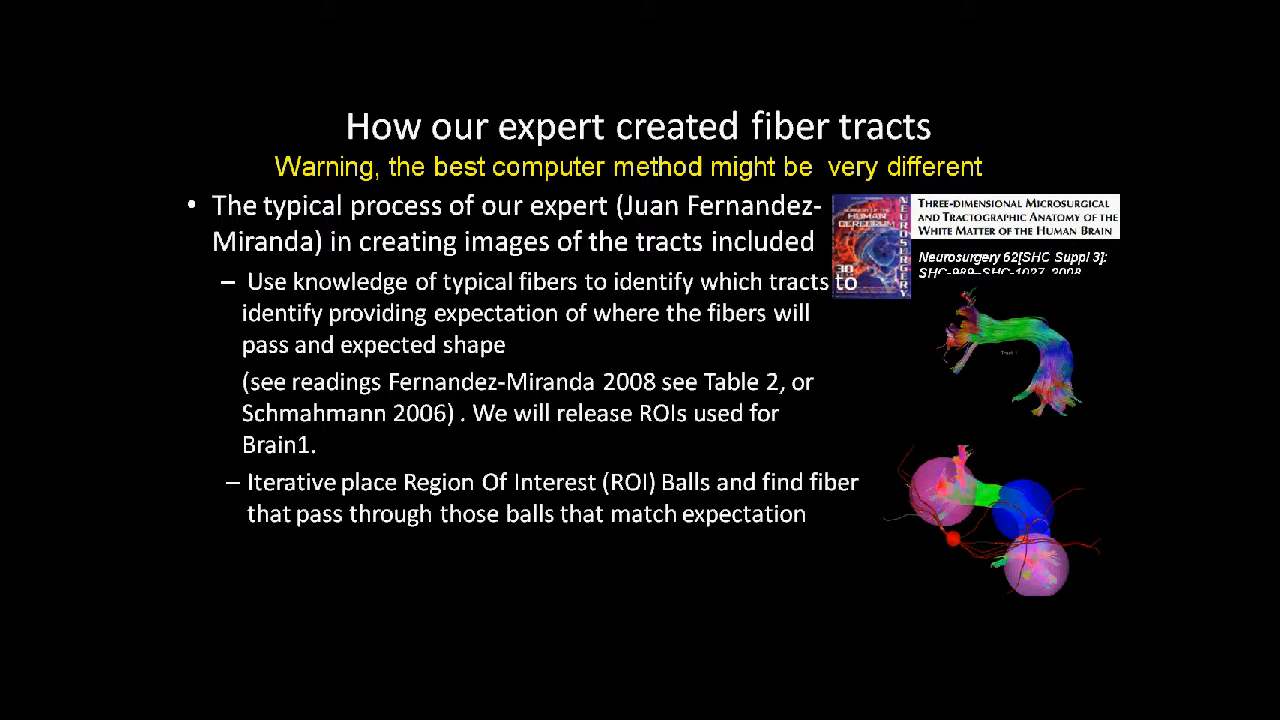 How our expert created fiber tracts
Warning, the best computer method might be very different
• The typical process of our expert (Juan Fernandez-
Miranda) in creating images of the tracts included
– Use knowledge of typical fibers to identify which tracts to
identify providing expectation of where the fibers will
pass and expected shape
(see readings Fernandez-Miranda 2008 see Table 2, or
Schmahmann 2006) . We will release ROIs used for
Brain1.
– Iterative place Region Of Interest (ROI) Balls and find fiber
that pass through those balls that match expectation
HUMAN
CEREBRUM
NEUROSURGERY
30
THREE-DIMENSIONAL MICROSURGICAL
AND TRACTOGRAPHIC ANATOMY OF THE
WHITE MATTER OF THE HUMAN BRAIN
Neurosurgery 62[SHC Suppl 3]:
SHC-989–SHC-1027, 2008